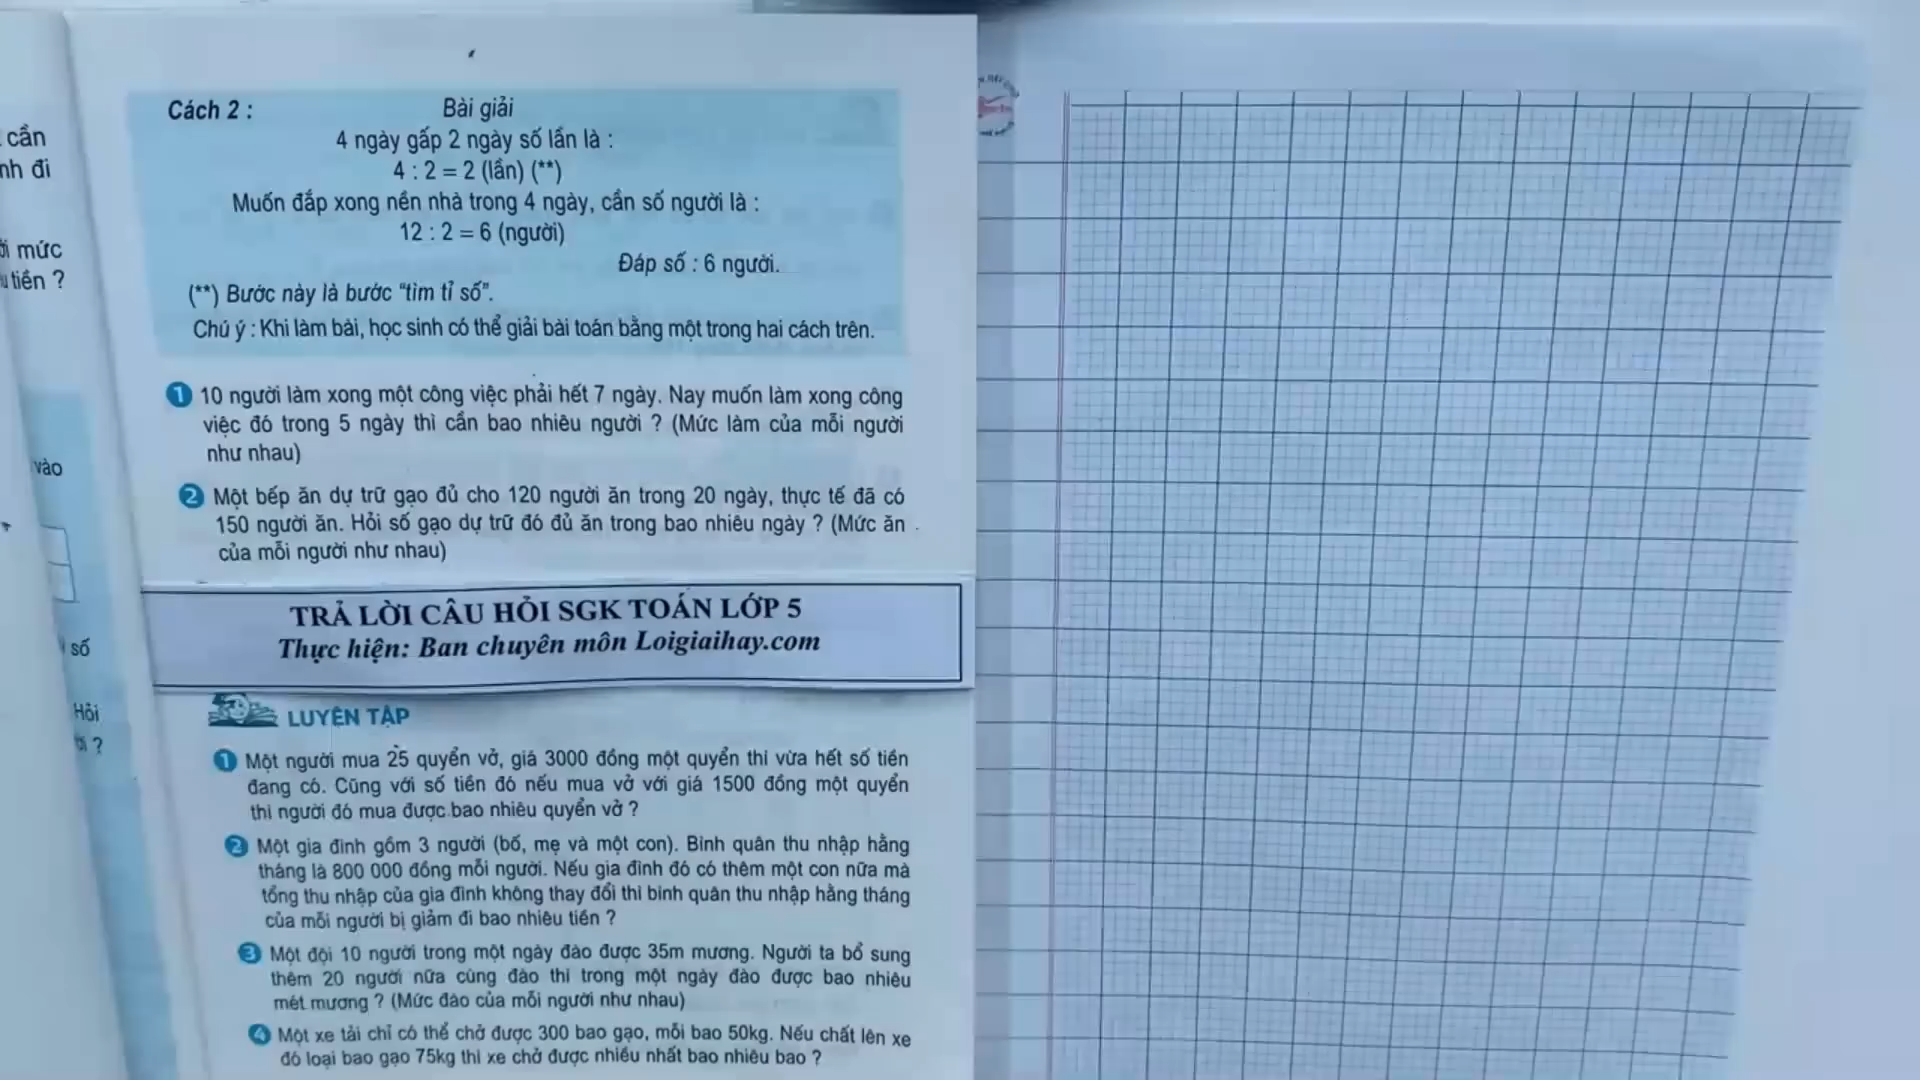 cần
nh đi
mức
tiền ?
vào
số
Hỏi
?
Cách 2 :
Bài giải
4 ngày gấp 2 ngày số lần là :
4 : 2 = 2 (lần) (**)
Muốn đắp xong nền nhà trong 4 ngày, cần số người là :
12 : 2 = 6 (người)
Đáp số : 6 người.
(**) Bước này là bước “tìm tỉ số”.
Chú ý : Khi làm bài, học sinh có thể giải bài toán bằng một trong hai cách trên.
1 10 người làm xong một công việc phải hết 7 ngày. Nay muốn làm xong công
việc đó trong 5 ngày thì cần bao nhiêu người ? (Mức làm của mỗi người
như nhau)
2 Một bếp ăn dự trữ gạo đủ cho 120 người ăn trong 20 ngày, thực tế đã có
150 người ăn. Hỏi số gạo dự trữ đó đủ ăn trong bao nhiêu ngày ? (Mức ăn
của mỗi người như nhau)
TRẢ LỜI CÂU HỎI SGK TOÁN LỚP 5
Thực hiện: Ban chuyên môn Loigiaihay.com
LUYỆN TẬP
1 Một người mua 25 quyển vở, giá 3000 đồng một quyển thì vừa hết số tiền
đang có. Cũng với số tiền đó nếu mua vở với giá 1500 đồng một quyển
thì người đó mua được bao nhiêu quyển vở ?
2 Một gia đình gồm 3 người (bố, mẹ và một con). Bình quân thu nhập hằng
tháng là 800 000 đồng mỗi người. Nếu gia đình đó có thêm một con nữa mà
tổng thu nhập của gia đình không thay đổi thì bình quân thu nhập hằng tháng
của mỗi người bị giảm đi bao nhiêu tiền ?
3 Một đội 10 người trong một ngày đào được 35m mương. Người ta bổ sung
thêm 20 người nữa cùng đào thì trong một ngày đào được bao nhiêu
mét mương ? (Mức đào của mỗi người như nhau)
4 Một xe tải chỉ có thể chở được 300 bao gạo, mỗi bao 50kg. Nếu chất lên xe
đó loại bao gạo 75kg thì xe chở được nhiều nhất bao nhiêu bao ?